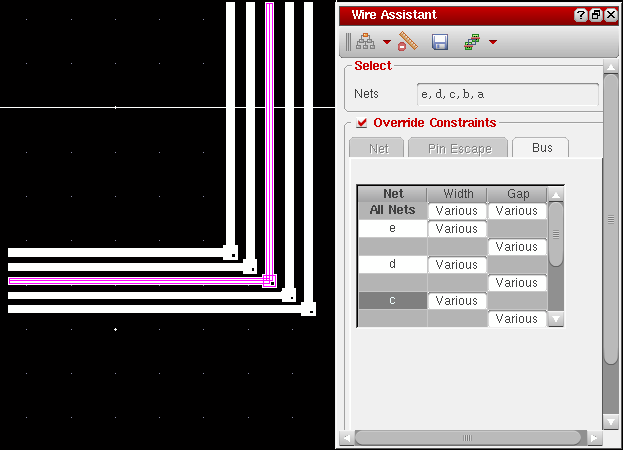 Wire Assistant
Select
Nets e, d, c, b, a
Override Constraints
Net Pin Escape Bus
Net Width Gap
All Nets Various Various
e Various
Various
d Various
Various
c Various
Various